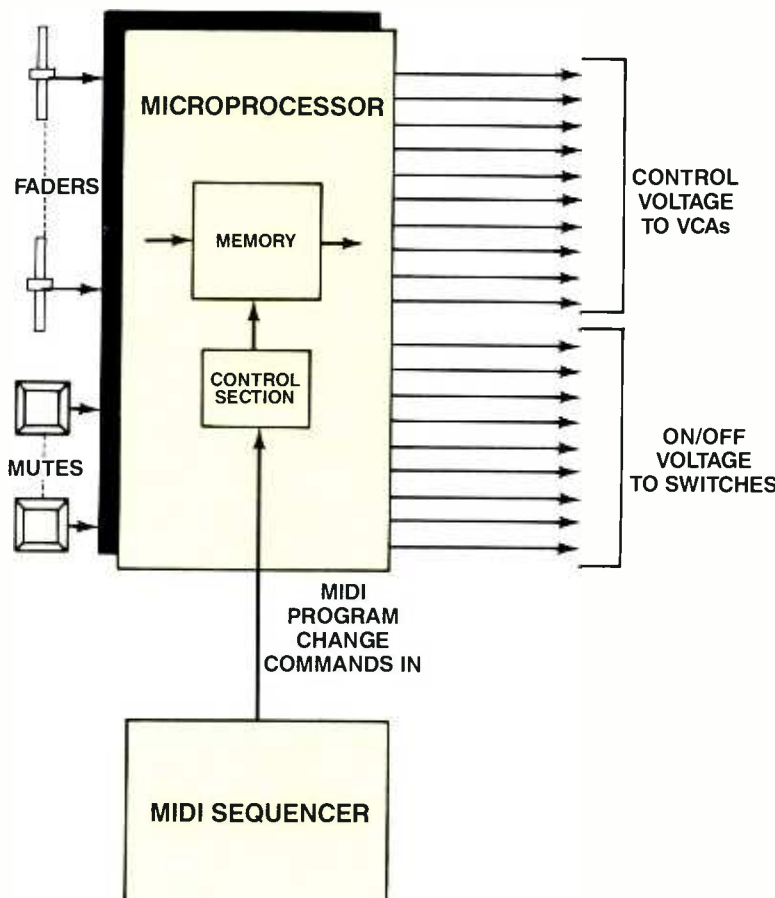 MICROPROCESSOR
FADERS
MEMORY
CONTROL
VOLTAGE
TO VCAs
CONTROL
SECTION
MUTES
ON/OFF
VOLTAGE
TO SWITCHES
MIDI
PROGRAM
CHANGE
COMMANDS IN
MIDI SEQUENCER